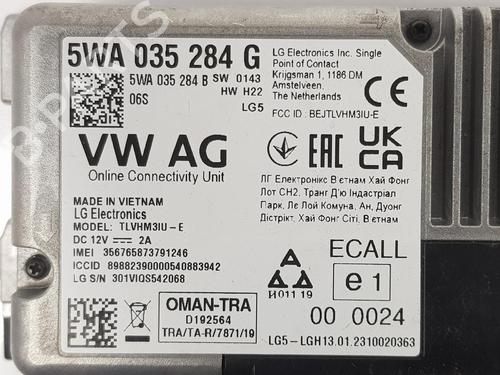 5WA 035 284 G
5WA 035 284 B SW 0143
06S HW H22
LG5
LG Electronics Inc. Single
Point of Contact
Krijgsman 1, 1186 DM
Amstelveen,
The Netherlands
FCC ID: BEJTLVHM3IU-E
VW AG
Online Connectivity Unit
EAC
UK
CA
ЛГ Електронікс В'єтнам Хай Фонг
Лот СН2, Транг Д'ю Індастріал
Парк, Ле Лой Комуна, Ан, Дуонг
Дістрікт, Хай Фонг Сіті, В'єтнам
MADE IN VIETNAM
LG Electronics
MODEL: TLVHM3IU-E
DC 12V 2A
IMEI 356765873791246
ICCID 89882390000540883942
LG S/N 301VIQS542068
OMAN-TRA
D192564
TRA/TA-R/7871/19
И011 19
ECALL
e1
00 0024
LG5-LGH13.01.2310020363
B-PARTS